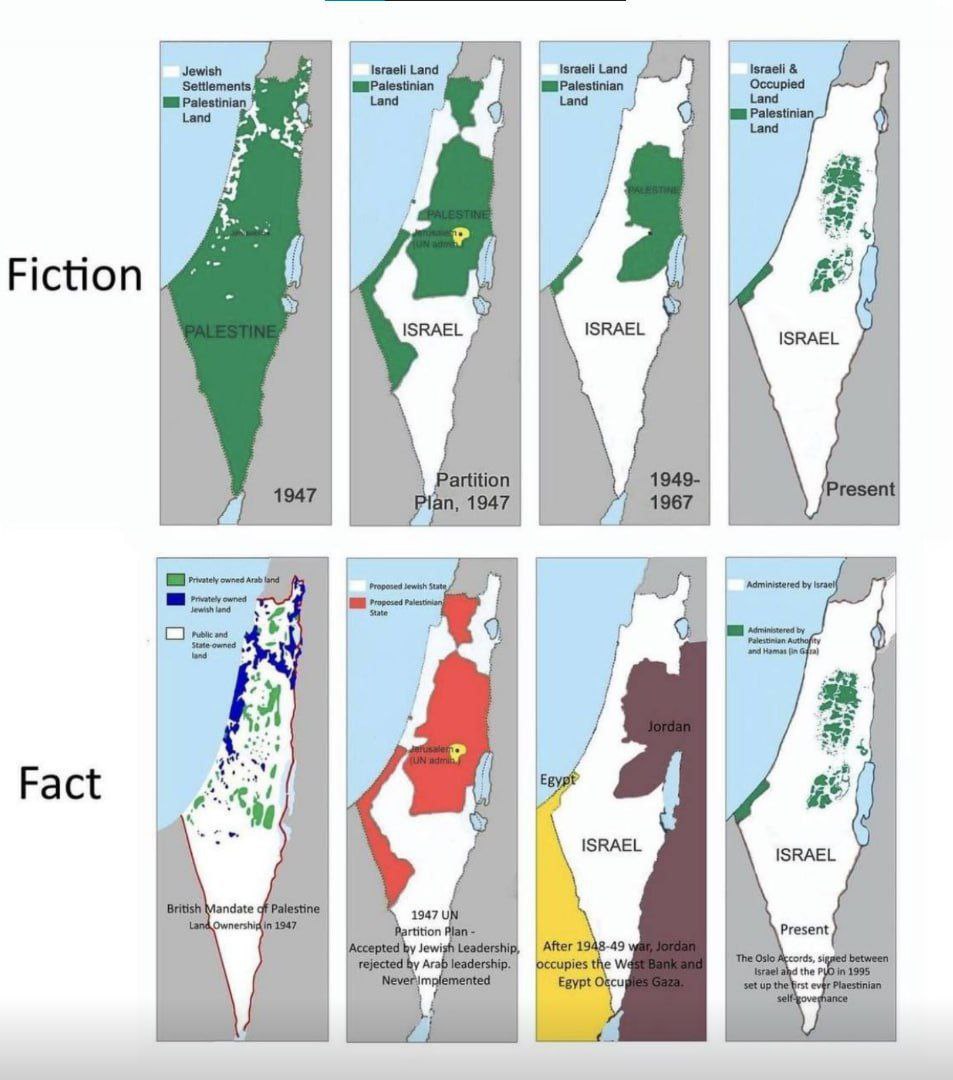 Jewish
Settlements
Palestinian
Land
PALESTINE
1947
Israeli Land
Palestinian
Land
PALESTINE
Jerusalem
(UN admin)
ISRAEL
Partition
Plan, 1947
Israeli Land
Palestinian
Land
PALESTINE
ISRAEL
1949-
1967
Israeli &
Occupied
Land
Palestinian
Land
ISRAEL
Present
Fiction
Privately owned Arab land
Privately owned
Jewish land
Public and
State-owned
land
British Mandate of Palestine
Land Ownership in 1947
Proposed Jewish State
Proposed Palestinian
State
Jerusalem
(UN admin)
1947 UN
Partition Plan -
Accepted by Jewish Leadership,
rejected by Arab leadership.
Never Implemented
Jordan
Egypt
ISRAEL
After 1948-49 war, Jordan
occupies the West Bank and
Egypt Occupies Gaza.
Administered by Israel
Administered by
Palestinian Authority
and Hamas (in Gaza)
ISRAEL
Present
The Oslo Accords, signed between
Israel and the PLO in 1995
set up the first ever Plaestinian
self-governance
Fact